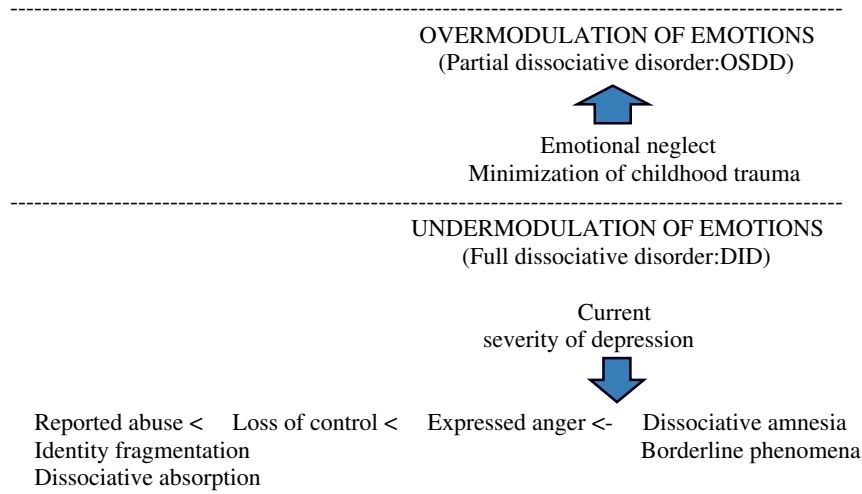 OVERMODULATION OF EMOTIONS
(Partial dissociative disorder:OSDD)
Emotional neglect
Minimization of childhood trauma
UNDERMODULATION OF EMOTIONS
(Full dissociative disorder:DID)
Current
severity of depression
Reported abuse < Loss of control < Expressed anger <- Dissociative amnesia
Identity fragmentation Borderline phenomena
Dissociative absorption